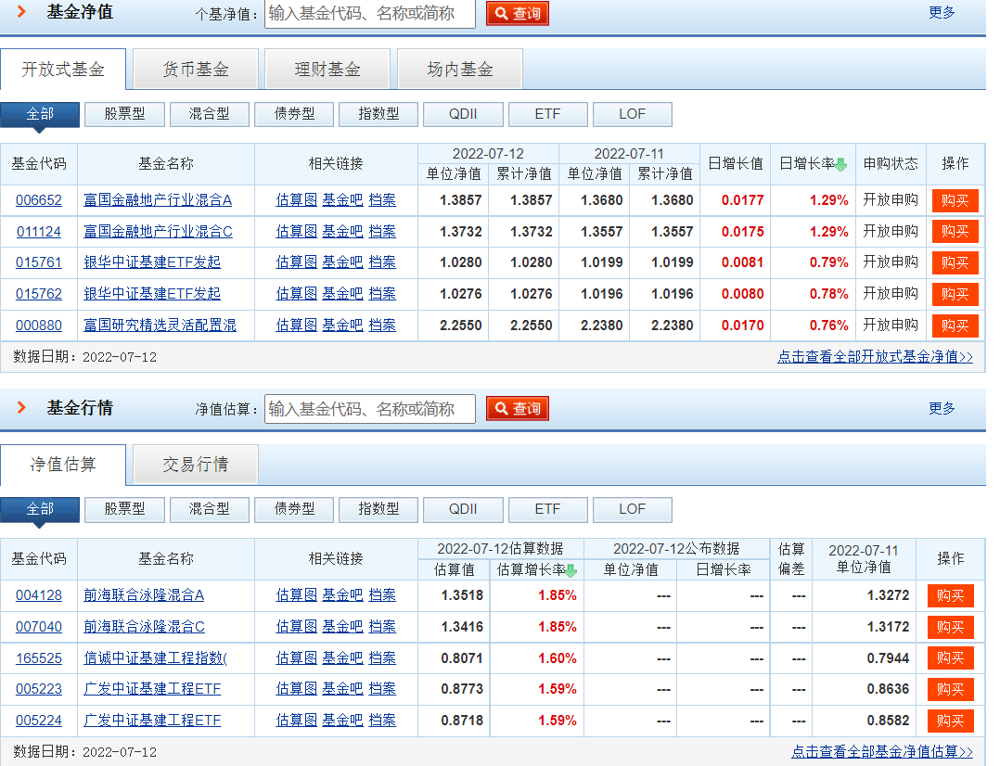 基金净值 个基净值： 输入基金代码、名称或简称 查询 更多
开放式基金 货币基金 理财基金 场内基金
全部 股票型 混合型 债券型 指数型 QDII ETF LOF
基金代码 基金名称 相关链接 2022-07-12 2022-07-11 日增长值 日增长率 申购状态 操作
单位净值 累计净值 单位净值 累计净值
006652 富国金融地产行业混合A 估算图 基金吧 档案 1.3857 1.3857 1.3680 1.3680 0.0177 1.29% 开放申购 购买
011124 富国金融地产行业混合C 估算图 基金吧 档案 1.3732 1.3732 1.3557 1.3557 0.0175 1.29% 开放申购 购买
015761 银华中证基建ETF发起 估算图 基金吧 档案 1.0280 1.0280 1.0199 1.0199 0.0081 0.79% 开放申购 购买
015762 银华中证基建ETF发起 估算图 基金吧 档案 1.0276 1.0276 1.0196 1.0196 0.0080 0.78% 开放申购 购买
000880 富国研究精选灵活配置混 估算图 基金吧 档案 2.2550 2.2550 2.2380 2.2380 0.0170 0.76% 开放申购 购买
数据日期：2022-07-12 点击查看全部开放式基金净值>>
基金行情 净值估算： 输入基金代码、名称或简称 查询 更多
净值估算 交易行情
全部 股票型 混合型 债券型 指数型 QDII ETF LOF
基金代码 基金名称 相关链接 2022-07-12估算数据 2022-07-12公布数据 估算偏差 2022-07-11单位净值 操作
估算值 估算增长率 单位净值 日增长率
004128 前海联合泳隆混合A 估算图 基金吧 档案 1.3518 1.85% --- --- --- 1.3272 购买
007040 前海联合泳隆混合C 估算图 基金吧 档案 1.3416 1.85% --- --- --- 1.3172 购买
165525 信诚中证基建工程指数( 估算图 基金吧 档案 0.8071 1.60% --- --- --- 0.7944 购买
005223 广发中证基建工程ETF 估算图 基金吧 档案 0.8773 1.59% --- --- --- 0.8636 购买
005224 广发中证基建工程ETF 估算图 基金吧 档案 0.8718 1.59% --- --- --- 0.8582 购买
数据日期：2022-07-12 点击查看全部基金净值估算>>